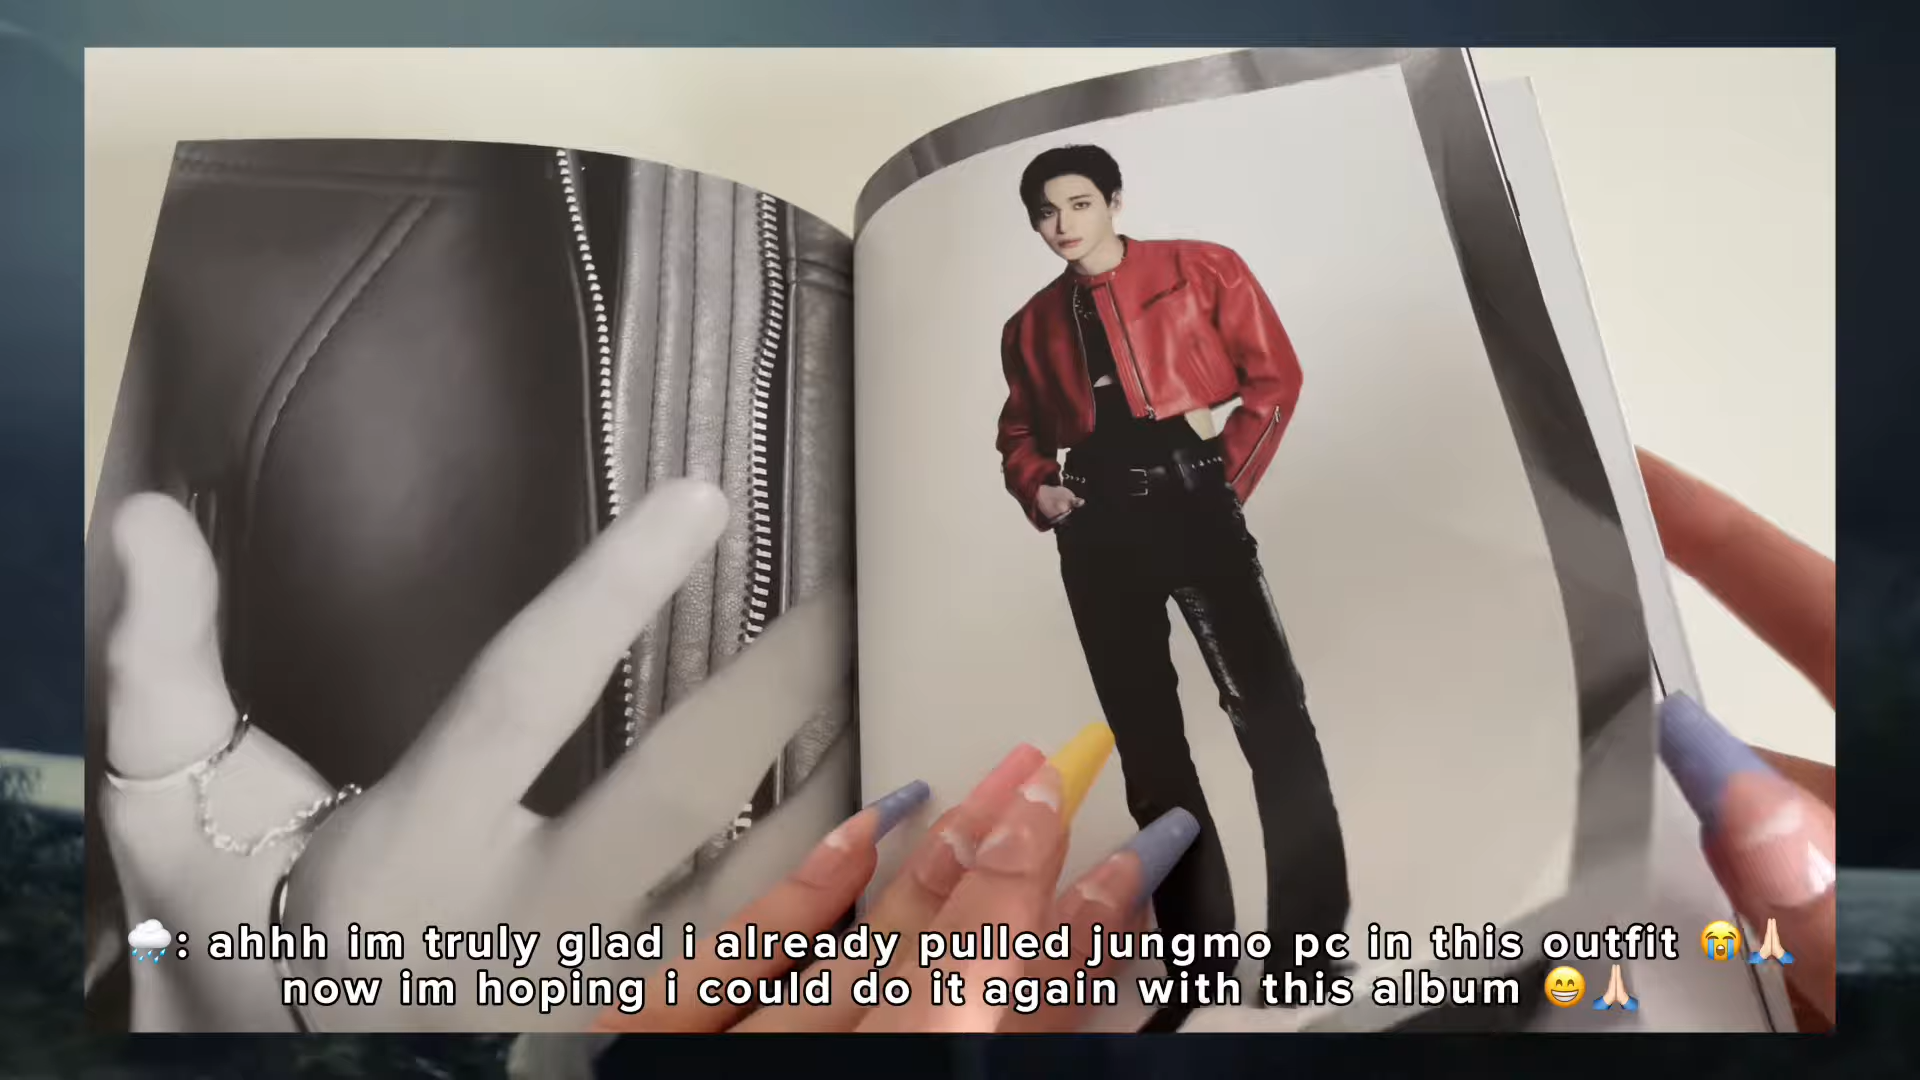 🌧️: ahhh im truly glad i already pulled jungmo pc in this outfit 😭🙏🏻
now im hoping i could do it again with this album 😁🙏🏻